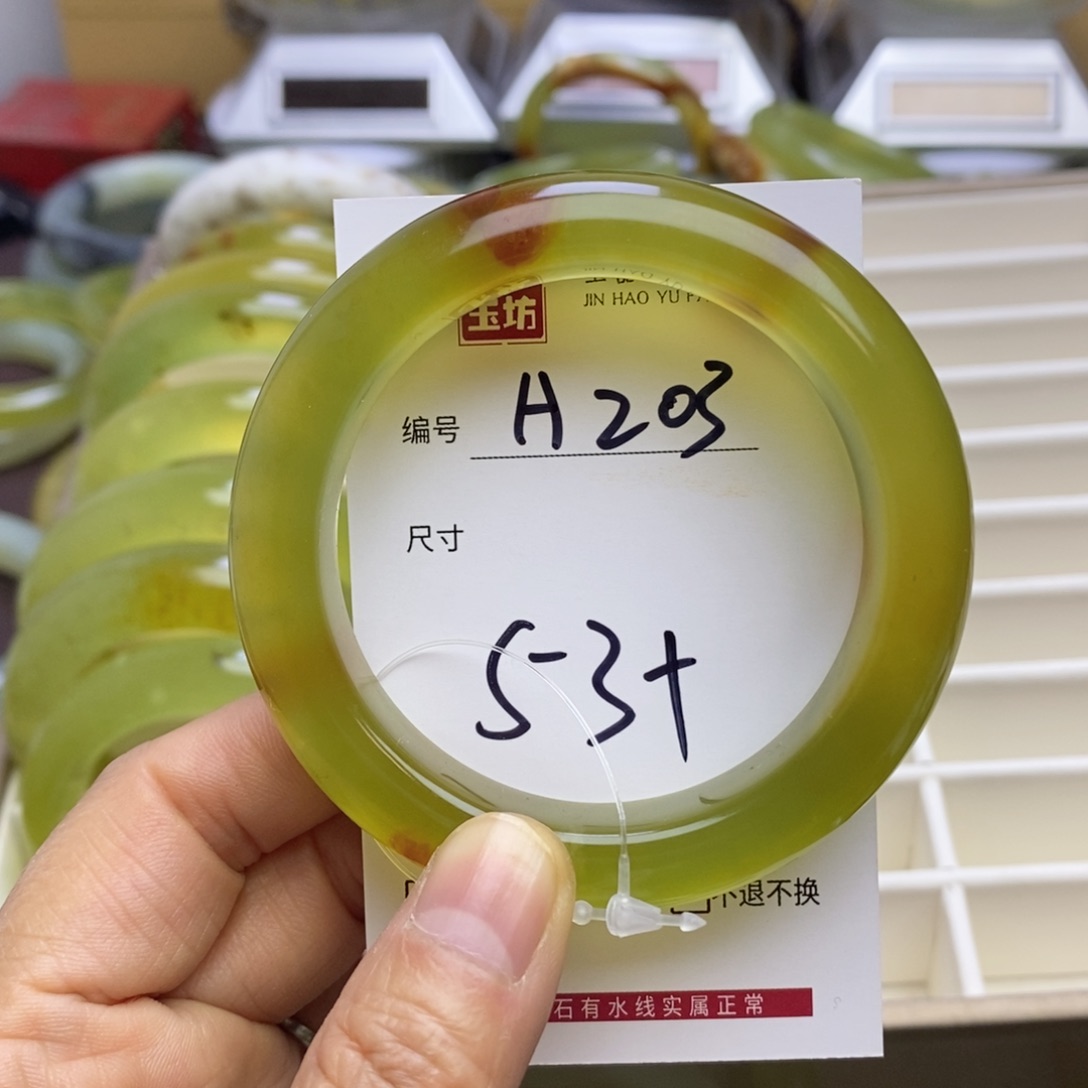 玉坊
JIN HAO YU FA
编号 H203
尺寸
53+
不退不换
石有水线实属正常